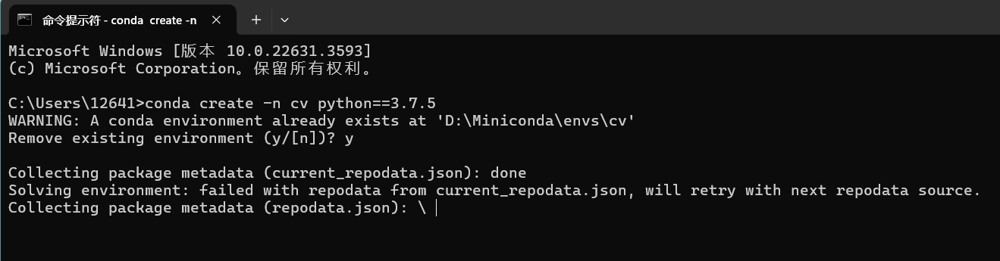 命令提示符 - conda  create -n
Microsoft Windows [版本 10.0.22631.3593]
(c) Microsoft Corporation。保留所有权利。
C:\Users\12641>conda create -n cv python==3.7.5
WARNING: A conda environment already exists at 'D:\Miniconda\envs\cv'
Remove existing environment (y/[n])? y
Collecting package metadata (current_repodata.json): done
Solving environment: failed with repodata from current_repodata.json, will retry with next repodata source.
Collecting package metadata (repodata.json): \